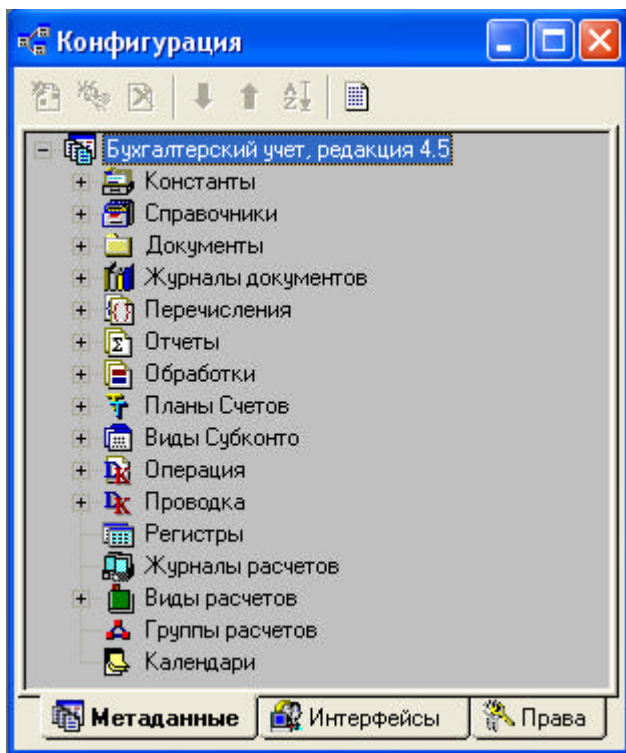 Конфигурация
Бухгалтерский учет, редакция 4.5
Константы
Справочники
Документы
Журналы документов
Перечисления
Отчеты
Обработки
Планы Счетов
Виды Субконто
Операция
Проводка
Регистры
Журналы расчетов
Виды расчетов
Группы расчетов
Календари
Метаданные Интерфейсы Права